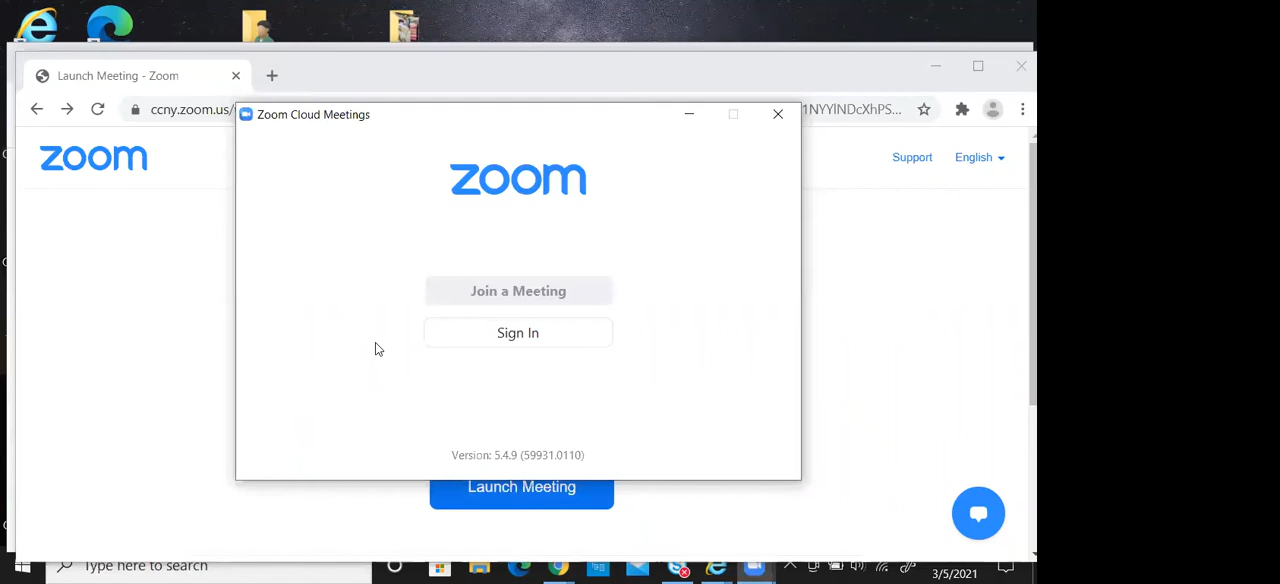 Launch Meeting - Zoom
ccny.zoom.us/
1NYYlNDcXhPS...
Zoom Cloud Meetings
zoom
Support
English
zoom
Join a Meeting
Sign In
Version: 5.4.9 (59931.0110)
Launch Meeting
Type here to search
3/5/2021